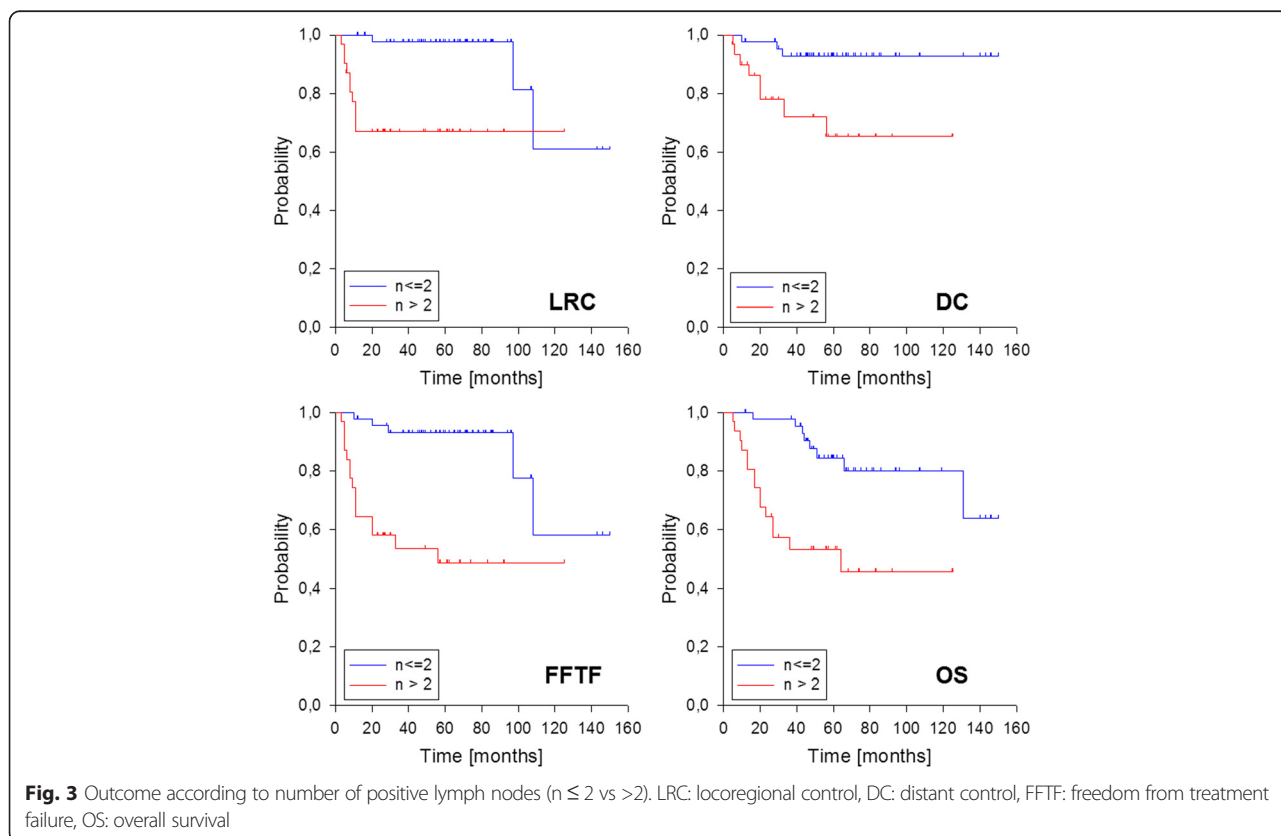 1,0
0,8
0,6
0,4
0,2
0,0
Probability
n<=2
n > 2
LRC
0 20 40 60 80 100 120 140 160
Time [months]
1,0
0,8
0,6
0,4
0,2
0,0
Probability
n<=2
n > 2
DC
0 20 40 60 80 100 120 140 160
Time [months]
1,0
0,8
0,6
0,4
0,2
0,0
Probability
n<=2
n > 2
FFTF
0 20 40 60 80 100 120 140 160
Time [months]
1,0
0,8
0,6
0,4
0,2
0,0
Probability
n<=2
n > 2
OS
0 20 40 60 80 100 120 140 160
Time [months]
Fig. 3 Outcome according to number of positive lymph nodes (n ≤ 2 vs >2). LRC: locoregional control, DC: distant control, FFTF: freedom from treatment
failure, OS: overall survival